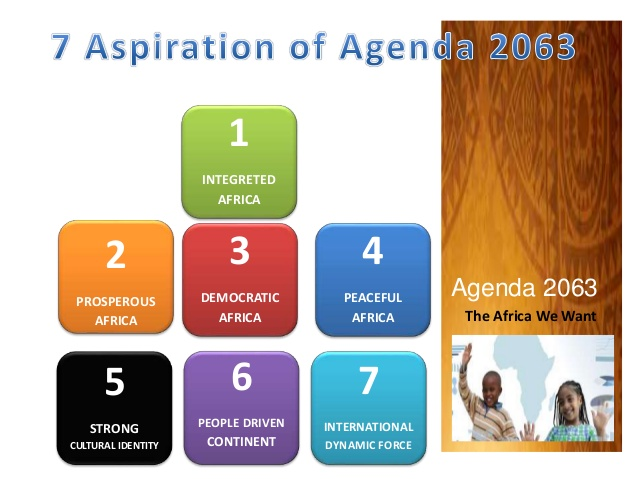 7 Aspiration of Agenda 2063
1
INTEGRETED
AFRICA
2
PROSPEROUS
AFRICA
3
DEMOCRATIC
AFRICA
4
PEACEFUL
AFRICA
5
STRONG
CULTURAL IDENTITY
6
PEOPLE DRIVEN
CONTINENT
7
INTERNATIONAL
DYNAMIC FORCE
Agenda 2063
The Africa We Want